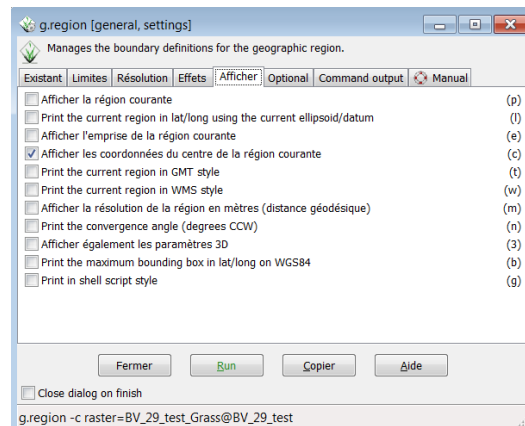 g.region [general, settings]
Manages the boundary definitions for the geographic region.
Existant Limites Résolution Effets Afficher Optional Command output Manual
Afficher la région courante (p)
Print the current region in lat/long using the current ellipsoid/datum (l)
Afficher l'emprise de la région courante (e)
Afficher les coordonnées du centre de la région courante (c)
Print the current region in GMT style (t)
Print the current region in WMS style (w)
Afficher la résolution de la région en mètres (distance géodésique) (m)
Print the convergence angle (degrees CCW) (n)
Afficher également les paramètres 3D (3)
Print the maximum bounding box in lat/long on WGS84 (b)
Print in shell script style (g)
Fermer Run Copier Aide
Close dialog on finish
g.region -c raster=BV_29_test_Grass@BV_29_test